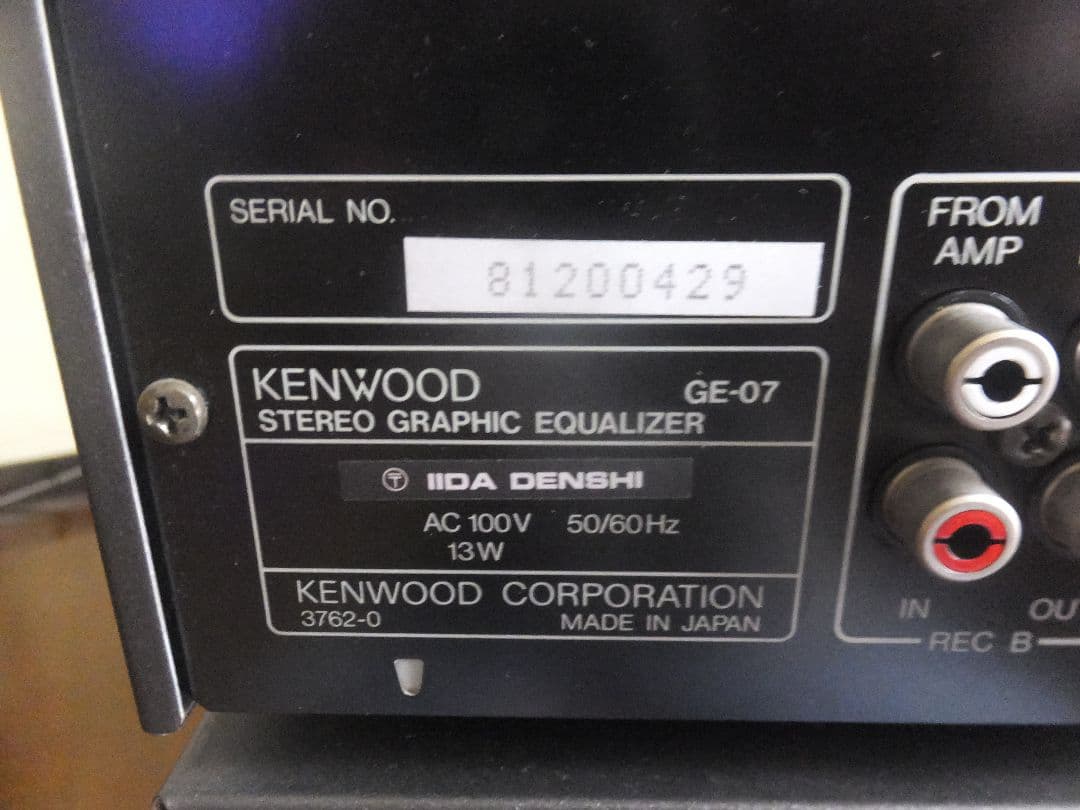 SERIAL NO.
81200429
KENWOOD GE-07
STEREO GRAPHIC EQUALIZER
〒 IIDA DENSHI
AC 100V 50/60Hz
13W
KENWOOD CORPORATION
3762-0 MADE IN JAPAN
FROM
AMP
IN OU
REC B